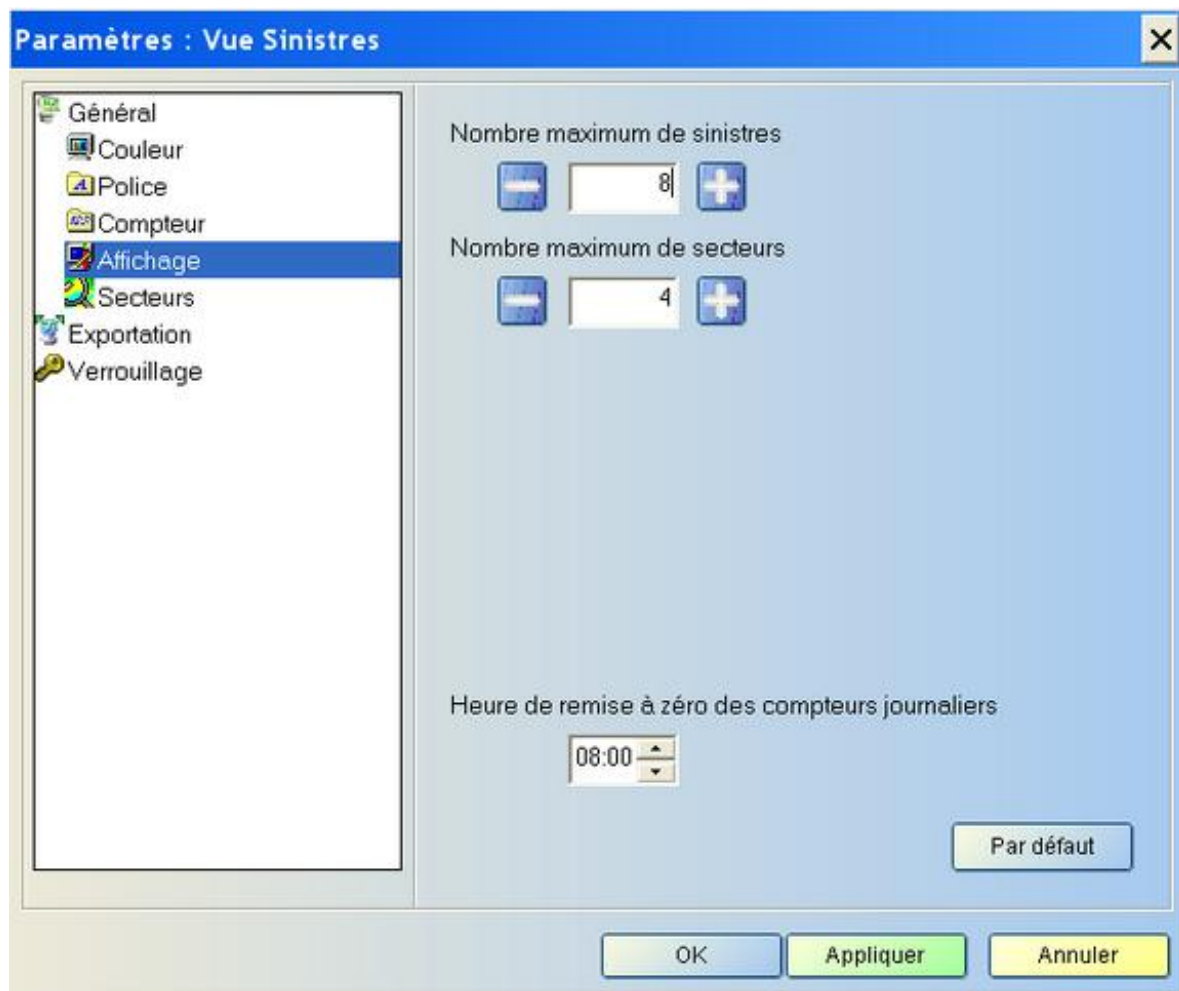 Paramètres : Vue Sinistres
Général
Couleur
Police
Compteur
Affichage
Secteurs
Exportation
Verrouillage
Nombre maximum de sinistres
8
Nombre maximum de secteurs
4
Heure de remise à zéro des compteurs journaliers
08:00
Par défaut
OK
Appliquer
Annuler